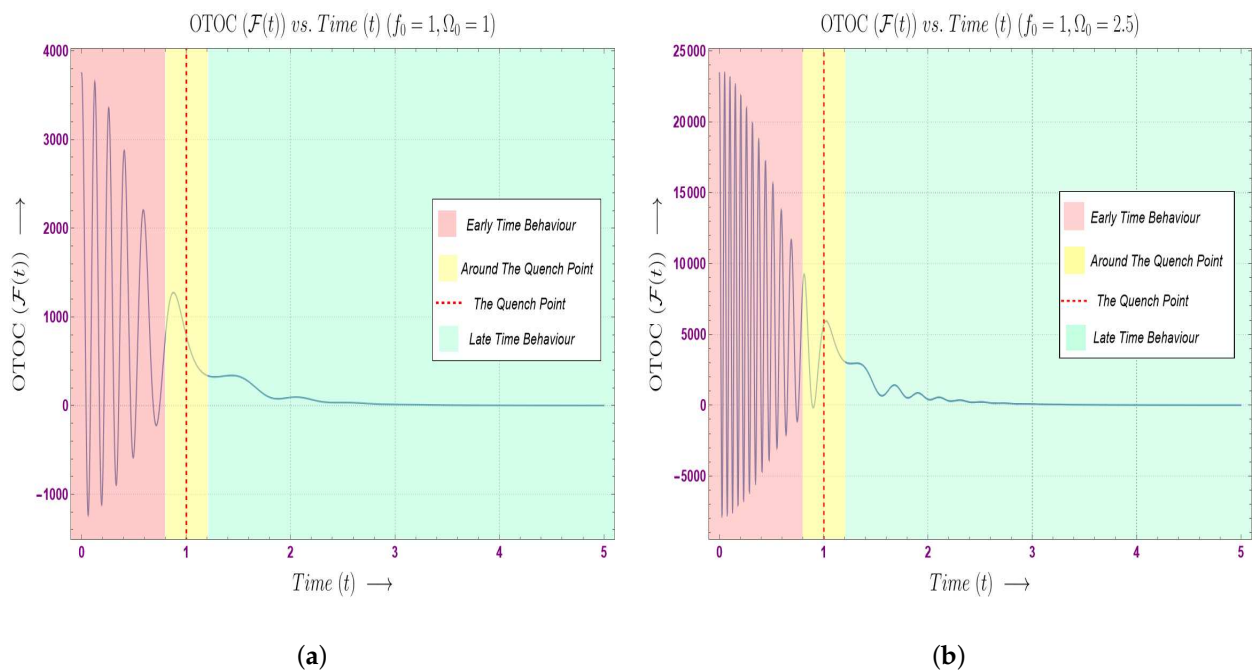 OTOC (ℱ(t)) vs. Time (t) (f₀ = 1, Ω₀ = 1)
4000
3000
2000
1000
0
−1000
OTOC (ℱ(t)) ⟶
Early Time Behaviour
Around The Quench Point
The Quench Point
Late Time Behaviour
0 1 2 3 4 5
Time (t) ⟶
(a)
OTOC (ℱ(t)) vs. Time (t) (f₀ = 1, Ω₀ = 2.5)
25000
20000
15000
10000
5000
0
−5000
OTOC (ℱ(t)) ⟶
Early Time Behaviour
Around The Quench Point
The Quench Point
Late Time Behaviour
0 1 2 3 4 5
Time (t) ⟶
(b)